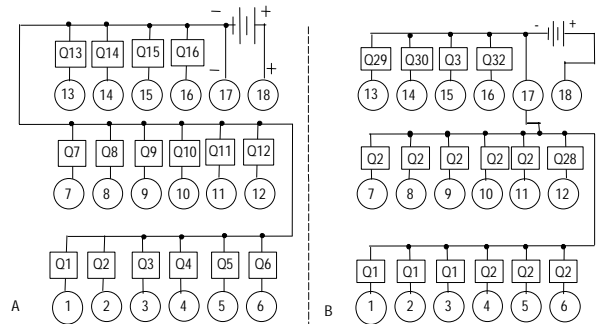 − +
Q13 Q14 Q15 Q16 − +
13 14 15 16 17 18
Q7 Q8 Q9 Q10 Q11 Q12
7 8 9 10 11 12
Q1 Q2 Q3 Q4 Q5 Q6
A 1 2 3 4 5 6
- +
Q29 Q30 Q3 Q32
13 14 15 16 17 18
Q2 Q2 Q2 Q2 Q2 Q28
7 8 9 10 11 12
Q1 Q1 Q1 Q2 Q2 Q2
B 1 2 3 4 5 6